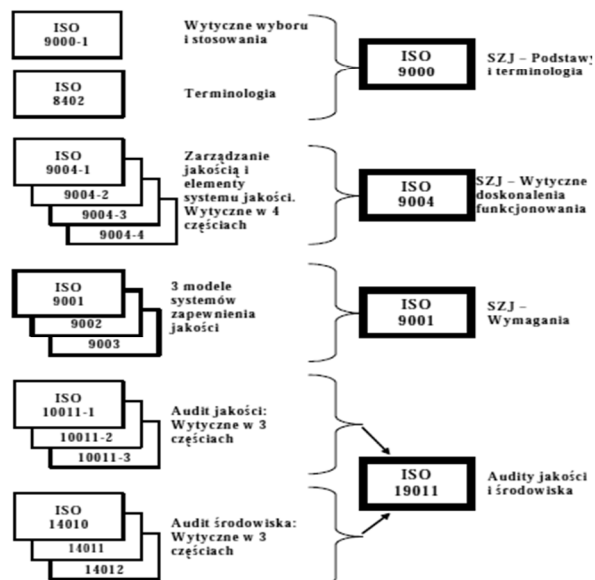 ISO
9000-1
Wytyczne wyboru
i stosowania
ISO
8402
Terminologia
ISO
9000
SZJ – Podstawy
i terminologia
ISO
9004-1
9004-2
9004-3
9004-4
Zarządzanie
jakością i
elementy
systemu jakości.
Wytyczne w 4
częściach
ISO
9004
SZJ – Wytyczne
doskonalenia
funkcjonowania
ISO
9001
9002
9003
3 modele
systemów
zapewnienia
jakości
ISO
9001
SZJ –
Wymagania
ISO
10011-1
10011-2
10011-3
Audit jakości:
Wytyczne w 3
częściach
ISO
14010
14011
14012
Audit środowiska:
Wytyczne w 3
częściach
ISO
19011
Audity jakości
i środowiska